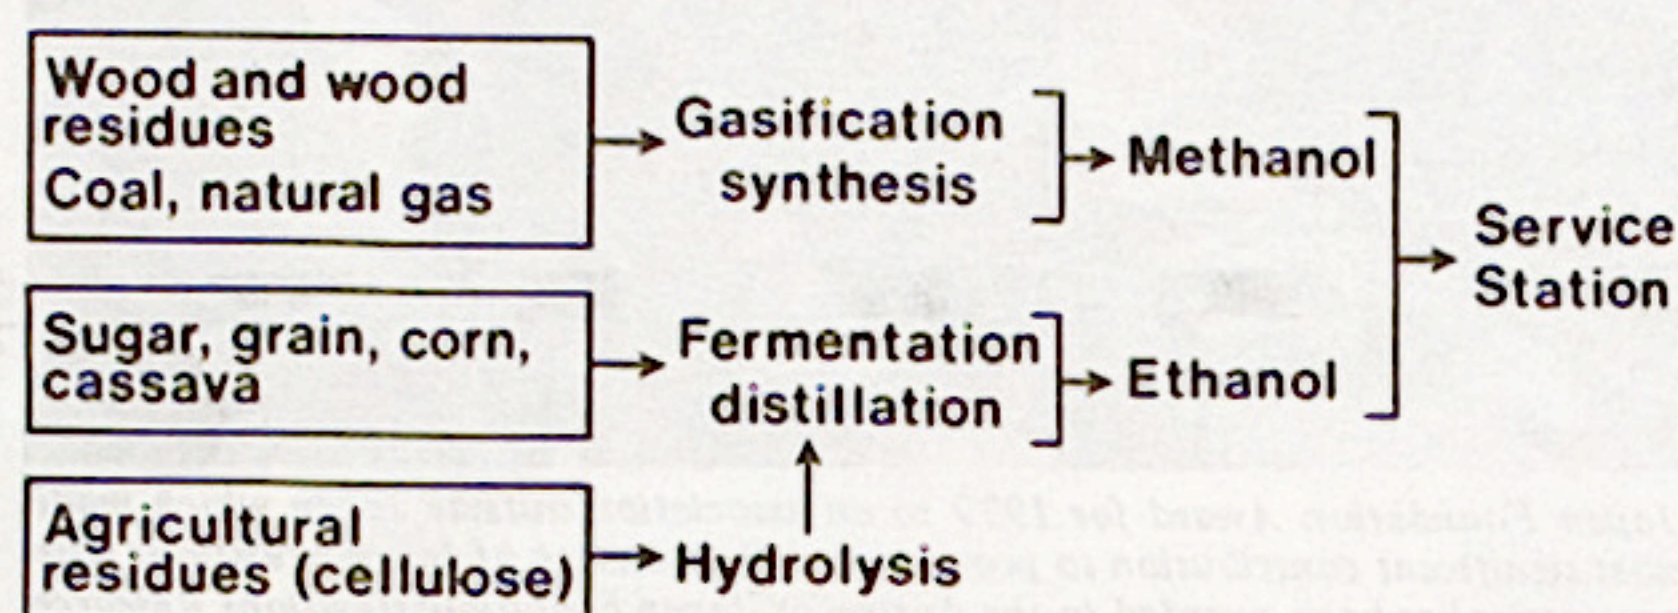 Wood and wood
residues
Coal, natural gas
Gasification
synthesis
Methanol
Sugar, grain, corn,
cassava
Fermentation
distillation
Ethanol
Service
Station
Agricultural
residues (cellulose)
Hydrolysis